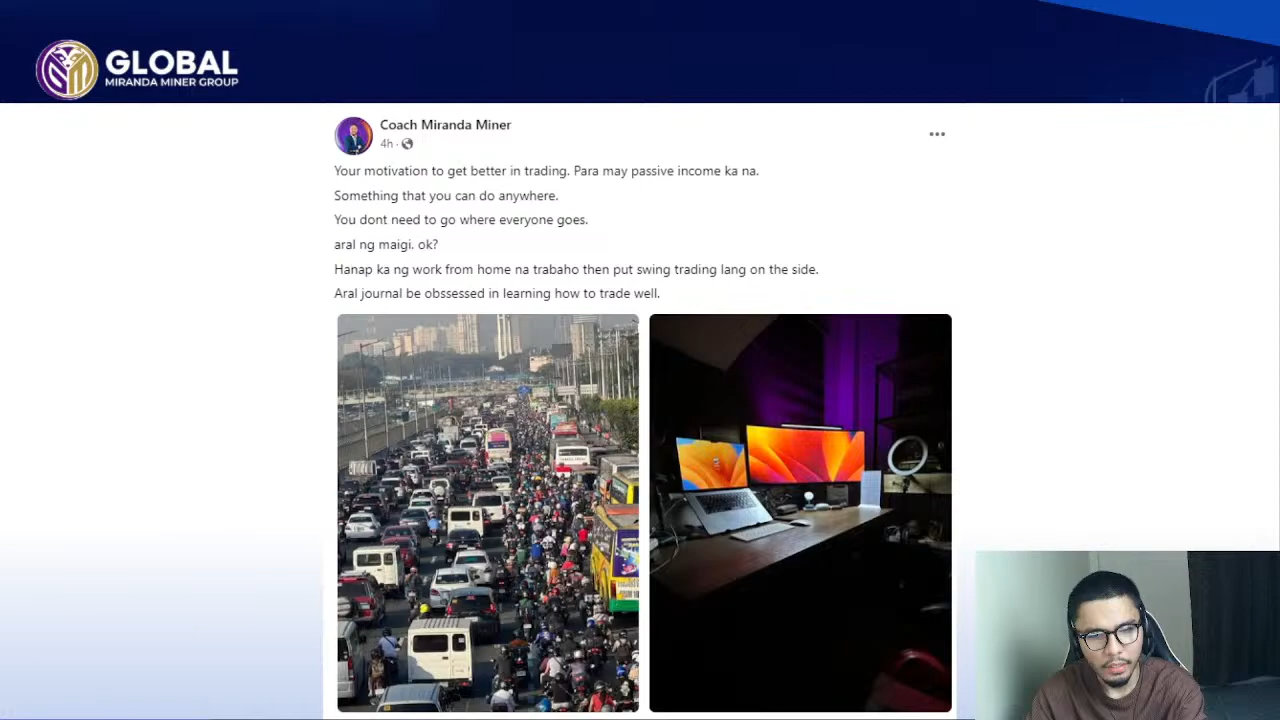 GLOBAL
MIRANDA MINER GROUP
Coach Miranda Miner
4h ·
Your motivation to get better in trading. Para may passive income ka na.
Something that you can do anywhere.
You dont need to go where everyone goes.
aral ng maigi. ok?
Hanap ka ng work from home na trabaho then put swing trading lang on the side.
Aral journal be obssessed in learning how to trade well.